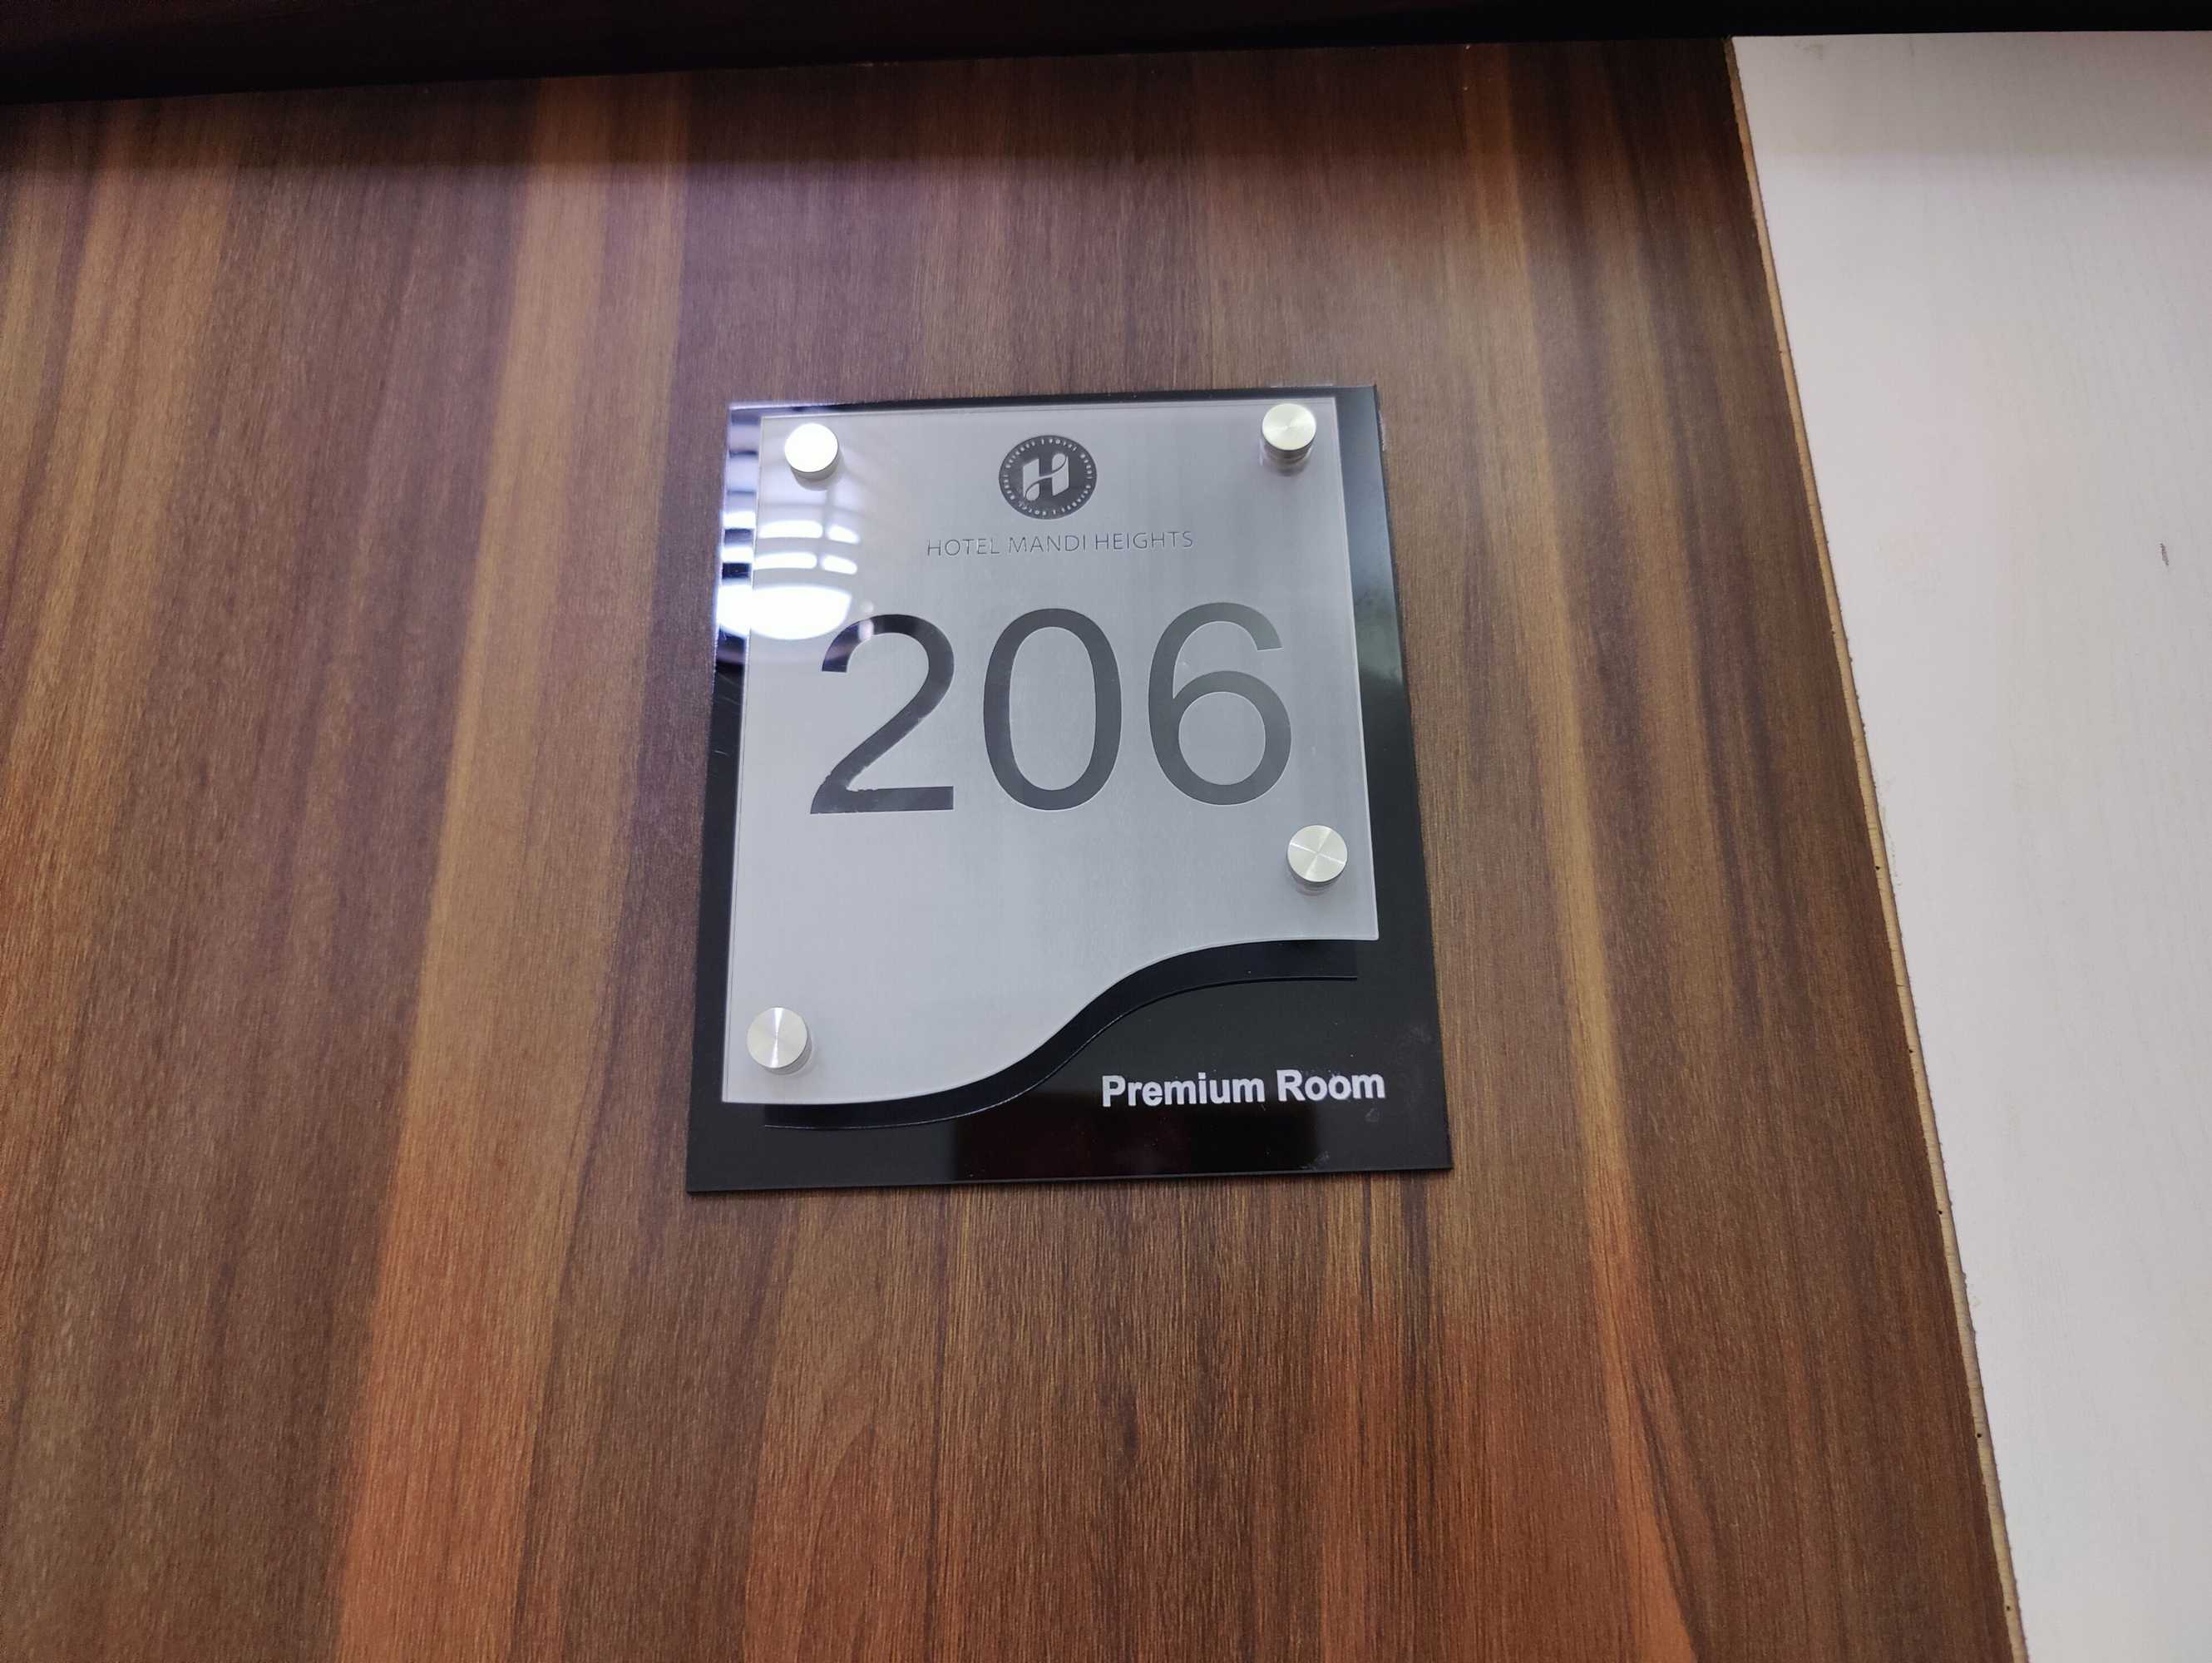 H
HOTEL MANDI HEIGHTS
206
Premium Room